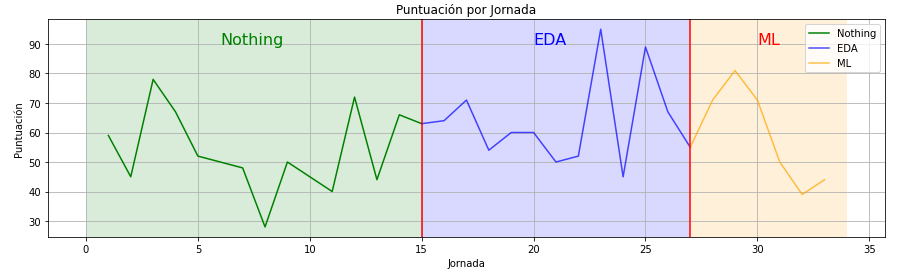 Puntuación por Jornada
Nothing
EDA
ML
Nothing
EDA
ML
Puntuación
90
80
70
60
50
40
30
0 5 10 15 20 25 30 35
Jornada